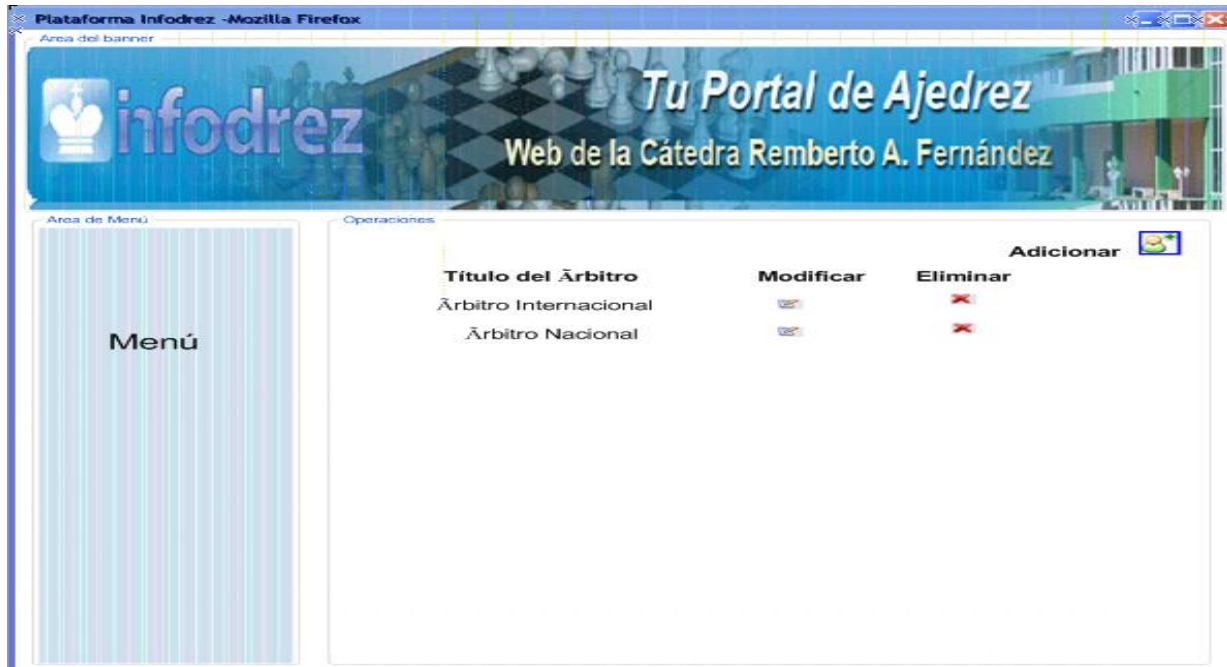 Plataforma Infodrez -Mozilla Firefox
Area del banner
infodrez
Tu Portal de Ajedrez
Web de la Cátedra Remberto A. Fernández
Area de Menú
Menú
Operaciones
Adicionar
Título del Ãrbitro Modificar Eliminar
Ãrbitro Internacional
Ãrbitro Nacional